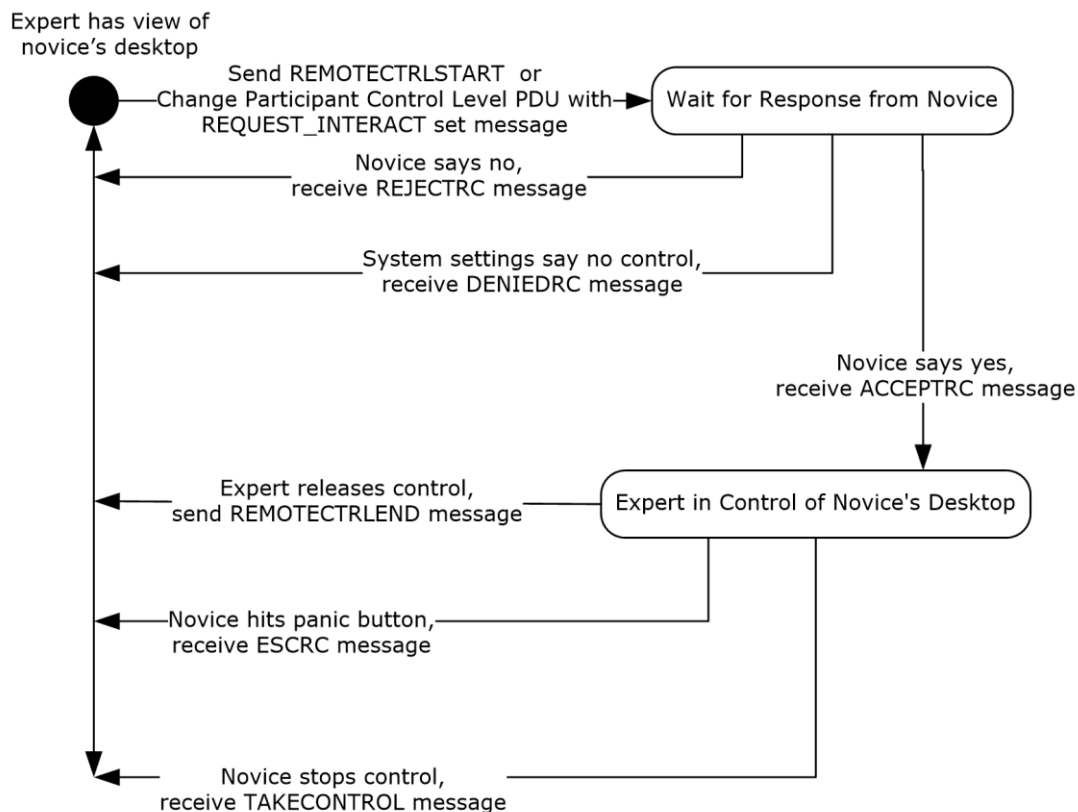 Expert has view of
novice's desktop
Send REMOTECTRLSTART or
Change Participant Control Level PDU with
REQUEST_INTERACT set message
Wait for Response from Novice
Novice says no,
receive REJECTRC message
System settings say no control,
receive DENIEDRC message
Novice says yes,
receive ACCEPTRC message
Expert releases control,
send REMOTECTRLEND message
Expert in Control of Novice's Desktop
Novice hits panic button,
receive ESCRC message
Novice stops control,
receive TAKECONTROL message